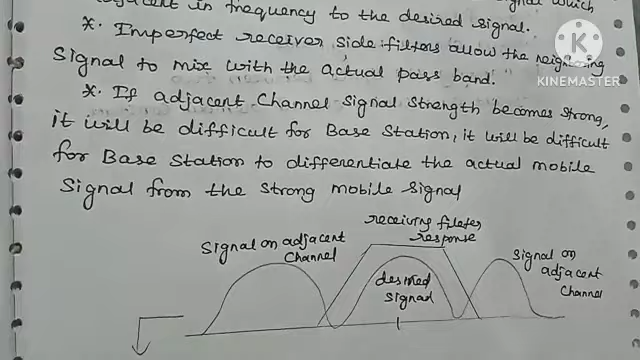 adjacent in frequency to the desired signal.
*. Imperfect receiver side filters allow the neighboring
Signal to mix with the actual pass band.
*. If adjacent Channel Signal Strength becomes strong,
it will be difficult for Base Station, it will be difficult
for Base Station to differentiate the actual mobile
Signal from the strong mobile signal
receiving filter
response
Signal on adjacent
Channel
desired
signal
Signal on
adjacent
Channel
K
KINEMASTER